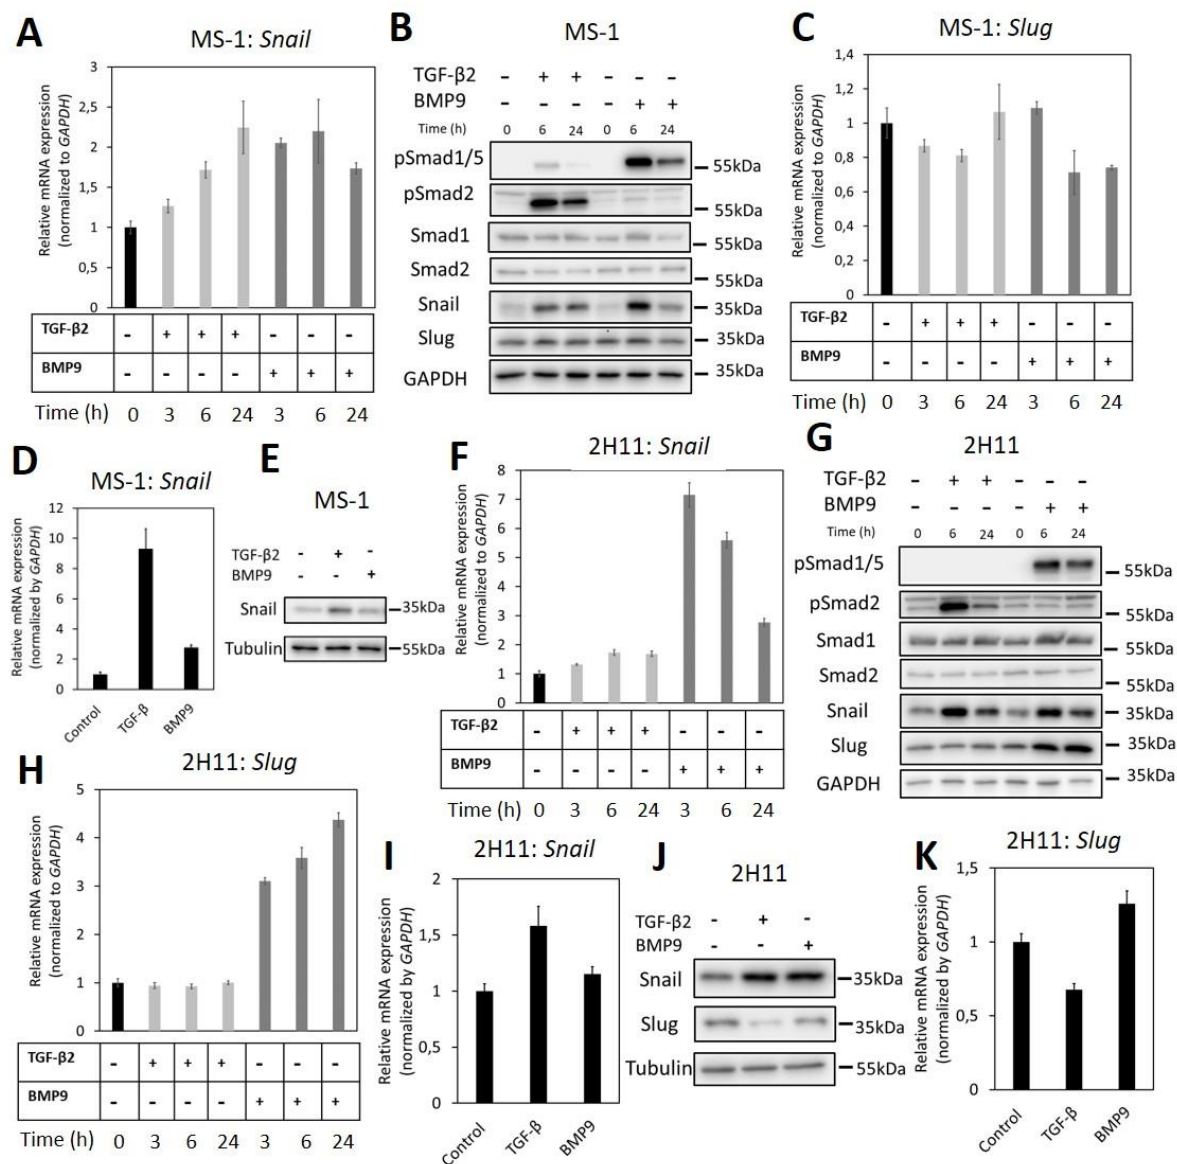 A
MS-1: Snail
Relative mRNA expression
(normalized to GAPDH)
3
2,5
2
1,5
1
0,5
0
TGF-β2 - + + + - - -
BMP9 - - - - + + +
Time (h) 0 3 6 24 3 6 24
B
MS-1
TGF-β2 - + + - - -
BMP9 - - - - + +
Time (h) 0 6 24 0 6 24
pSmad1/5 55kDa
pSmad2 55kDa
Smad1 55kDa
Smad2 55kDa
Snail 35kDa
Slug 35kDa
GAPDH 35kDa
C
MS-1: Slug
Relative mRNA expression
(normalized to GAPDH)
1,4
1,2
1
0,8
0,6
0,4
0,2
0
TGF-β2 - + + + - - -
BMP9 - - - - + + +
Time (h) 0 3 6 24 3 6 24
D
MS-1: Snail
Relative mRNA expression
(normalized by GAPDH)
12
10
8
6
4
2
0
Control TGF-β BMP9
E
MS-1
TGF-β2 - + -
BMP9 - - +
Snail 35kDa
Tubulin 55kDa
F
2H11: Snail
Relative mRNA expression
(normalized to GAPDH)
8
7
6
5
4
3
2
1
0
TGF-β2 - + + + - - -
BMP9 - - - - + + +
Time (h) 0 3 6 24 3 6 24
G
2H11
TGF-β2 - + + - - -
BMP9 - - - - + +
Time (h) 0 6 24 0 6 24
pSmad1/5 55kDa
pSmad2 55kDa
Smad1
Smad2 55kDa
Snail 35kDa
Slug 35kDa
GAPDH 35kDa
H
2H11: Slug
Relative mRNA expression
(normalized to GAPDH)
5
4
3
2
1
0
TGF-β2 - + + + - - -
BMP9 - - - - + + +
Time (h) 0 3 6 24 3 6 24
I
2H11: Snail
Relative mRNA expression
(normalized by GAPDH)
2
1,5
1
0,5
0
Control TGF-β BMP9
J
2H11
TGF-β2 - + -
BMP9 - - +
Snail 35kDa
Slug 35kDa
Tubulin 55kDa
K
2H11: Slug
Relative mRNA expression
(normalized by GAPDH)
1,5
1
0,5
0
Control TGF-β BMP9